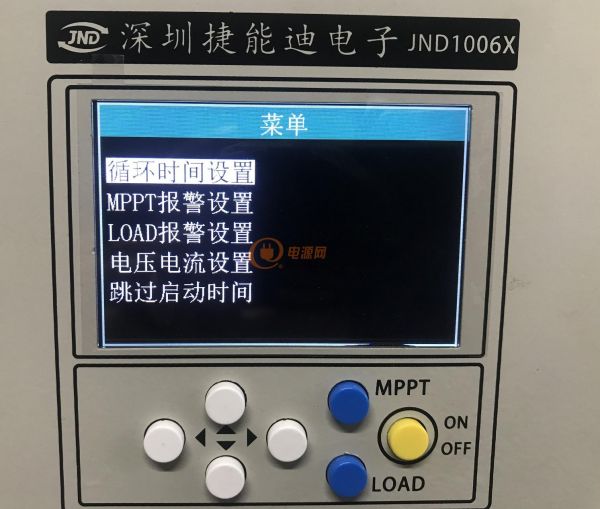 JND 深圳捷能迪电子 JND1006X
菜单
循环时间设置
MPPT报警设置
LOAD报警设置
电压电流设置
跳过启动时间
电源网
MPPT
ON
OFF
LOAD